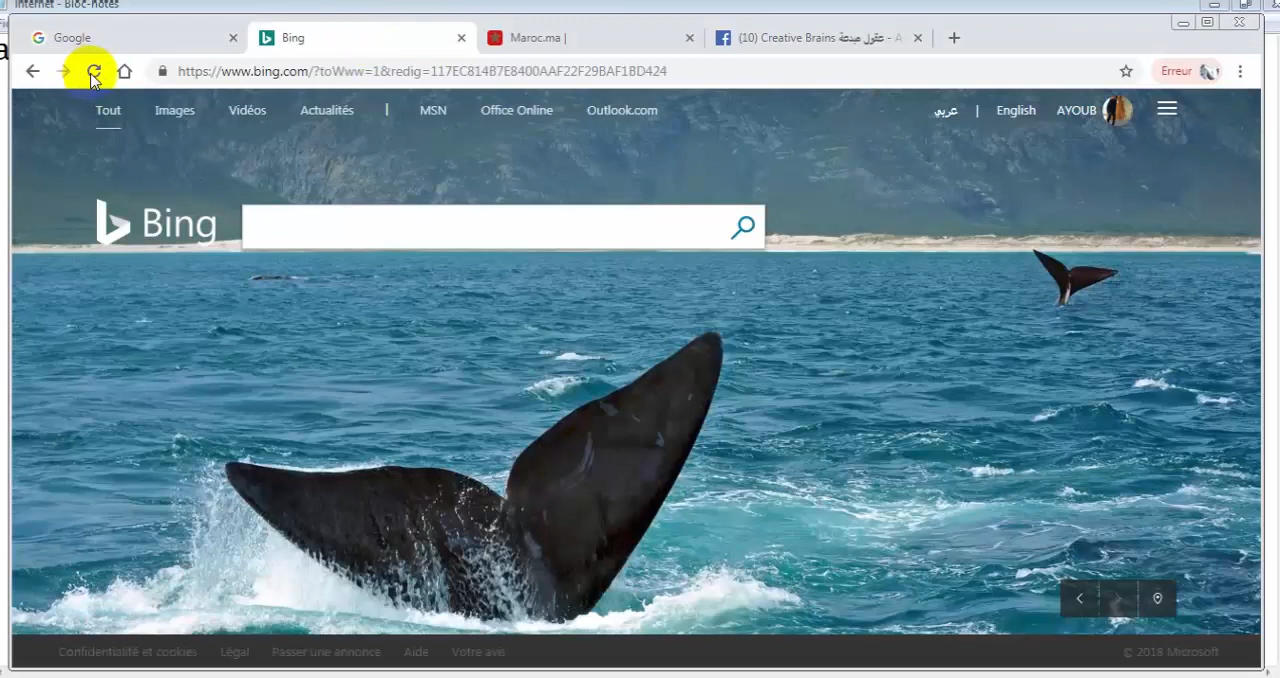 Internet - Bloc-notes
Google
Bing
Maroc.ma |
(10) Creative Brains عقول مبدعة - A
https://www.bing.com/?toWww=1&redig=117EC814B7E8400AAF22F29BAF1BD424
Erreur
Tout Images Vidéos Actualités | MSN Office Online Outlook.com
عربي | English AYOUB
Bing
Confidentialité et cookies Légal Passer une annonce Aide Votre avis
© 2018 Microsoft